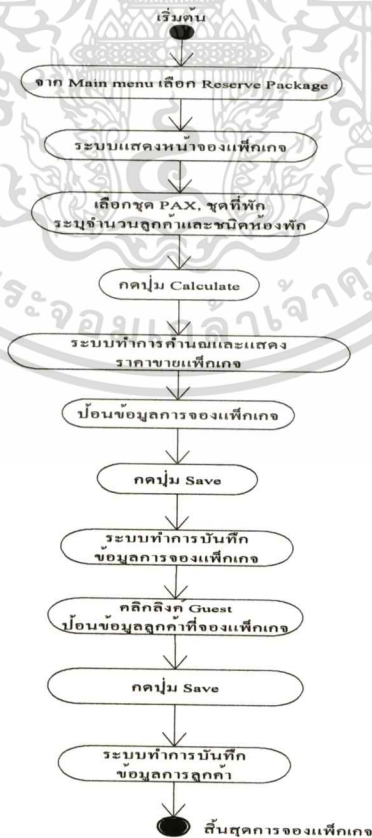 เริ่มต้น
จาก Main menu เลือก Reserve Package
ระบบแสดงหน้าจองแพ็กเกจ
เลือกชุด PAX, ชุดที่พัก
ระบุจำนวนลูกค้าและชนิดห้องพัก
กดปุ่ม Calculate
ระบบทำการคำนณและแสดง
ราคาขายแพ็กเกจ
ป้อนข้อมูลการจองแพ็กเกจ
กดปุ่ม Save
ระบบทำการบันทึก
ข้อมูลการจองแพ็กเกจ
คลิกลิงค์ Guest
ป้อนข้อมูลลูกค้าที่จองแพ็กเกจ
กดปุ่ม Save
ระบบทำการบันทึก
ข้อมูลการลูกค้า
สิ้นสุดการจองแพ็กเกจ